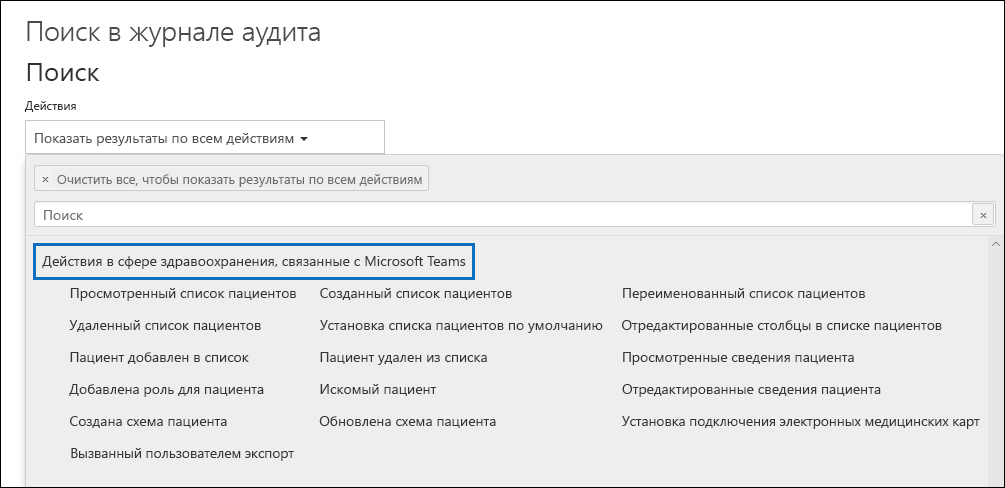 Поиск в журнале аудита
Поиск
Действия
Показать результаты по всем действиям
× Очистить все, чтобы показать результаты по всем действиям
Поиск ×
Действия в сфере здравоохранения, связанные с Microsoft Teams
Просмотренный список пациентов Созданный список пациентов Переименованный список пациентов
Удаленный список пациентов Установка списка пациентов по умолчанию Отредактированные столбцы в списке пациентов
Пациент добавлен в список Пациент удален из списка Просмотренные сведения пациента
Добавлена роль для пациента Искомый пациент Отредактированные сведения пациента
Создана схема пациента Обновлена схема пациента Установка подключения электронных медицинских карт
Вызванный пользователем экспорт